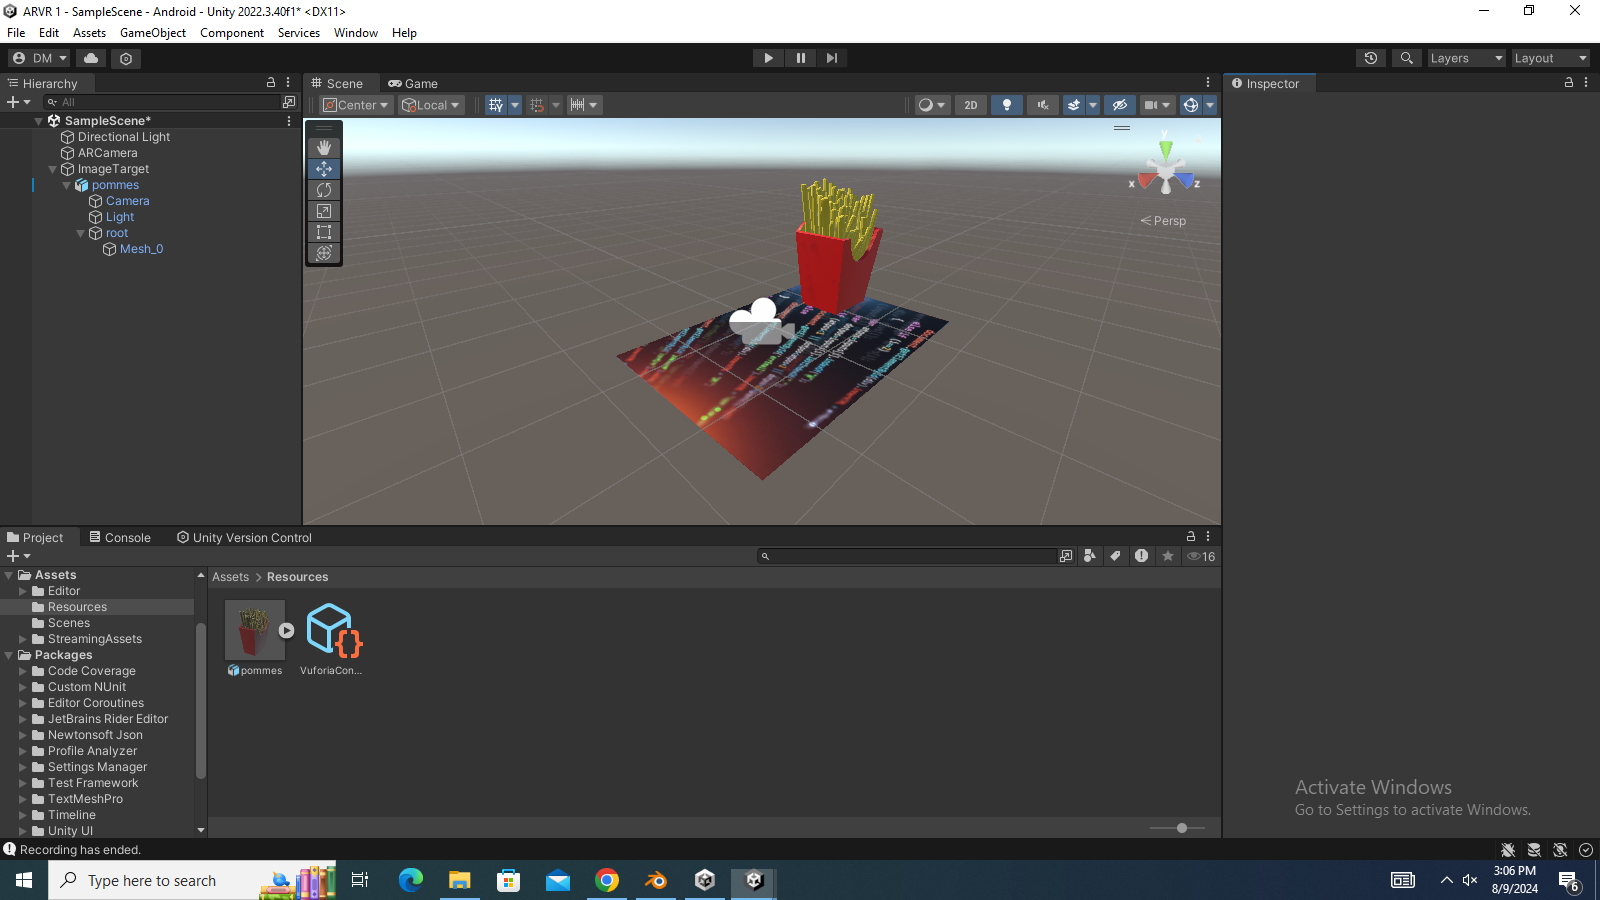 ARVR 1 - SampleScene - Android - Unity 2022.3.40f1* <DX11>
File Edit Assets GameObject Component Services Window Help
DM
Layers
Layout
Hierarchy
Scene
Game
Inspector
All
Center
Local
2D
SampleScene*
Directional Light
ARCamera
ImageTarget
pommes
Camera
Light
root
Mesh_0
y
x
z
Persp
Project
Console
Unity Version Control
16
Assets
Editor
Resources
Scenes
StreamingAssets
Packages
Code Coverage
Custom NUnit
Editor Coroutines
JetBrains Rider Editor
Newtonsoft Json
Profile Analyzer
Settings Manager
Test Framework
TextMeshPro
Timeline
Unity UI
Assets > Resources
pommes
VuforiaCon...
Activate Windows
Go to Settings to activate Windows.
Recording has ended.
Type here to search
3:06 PM
8/9/2024
6